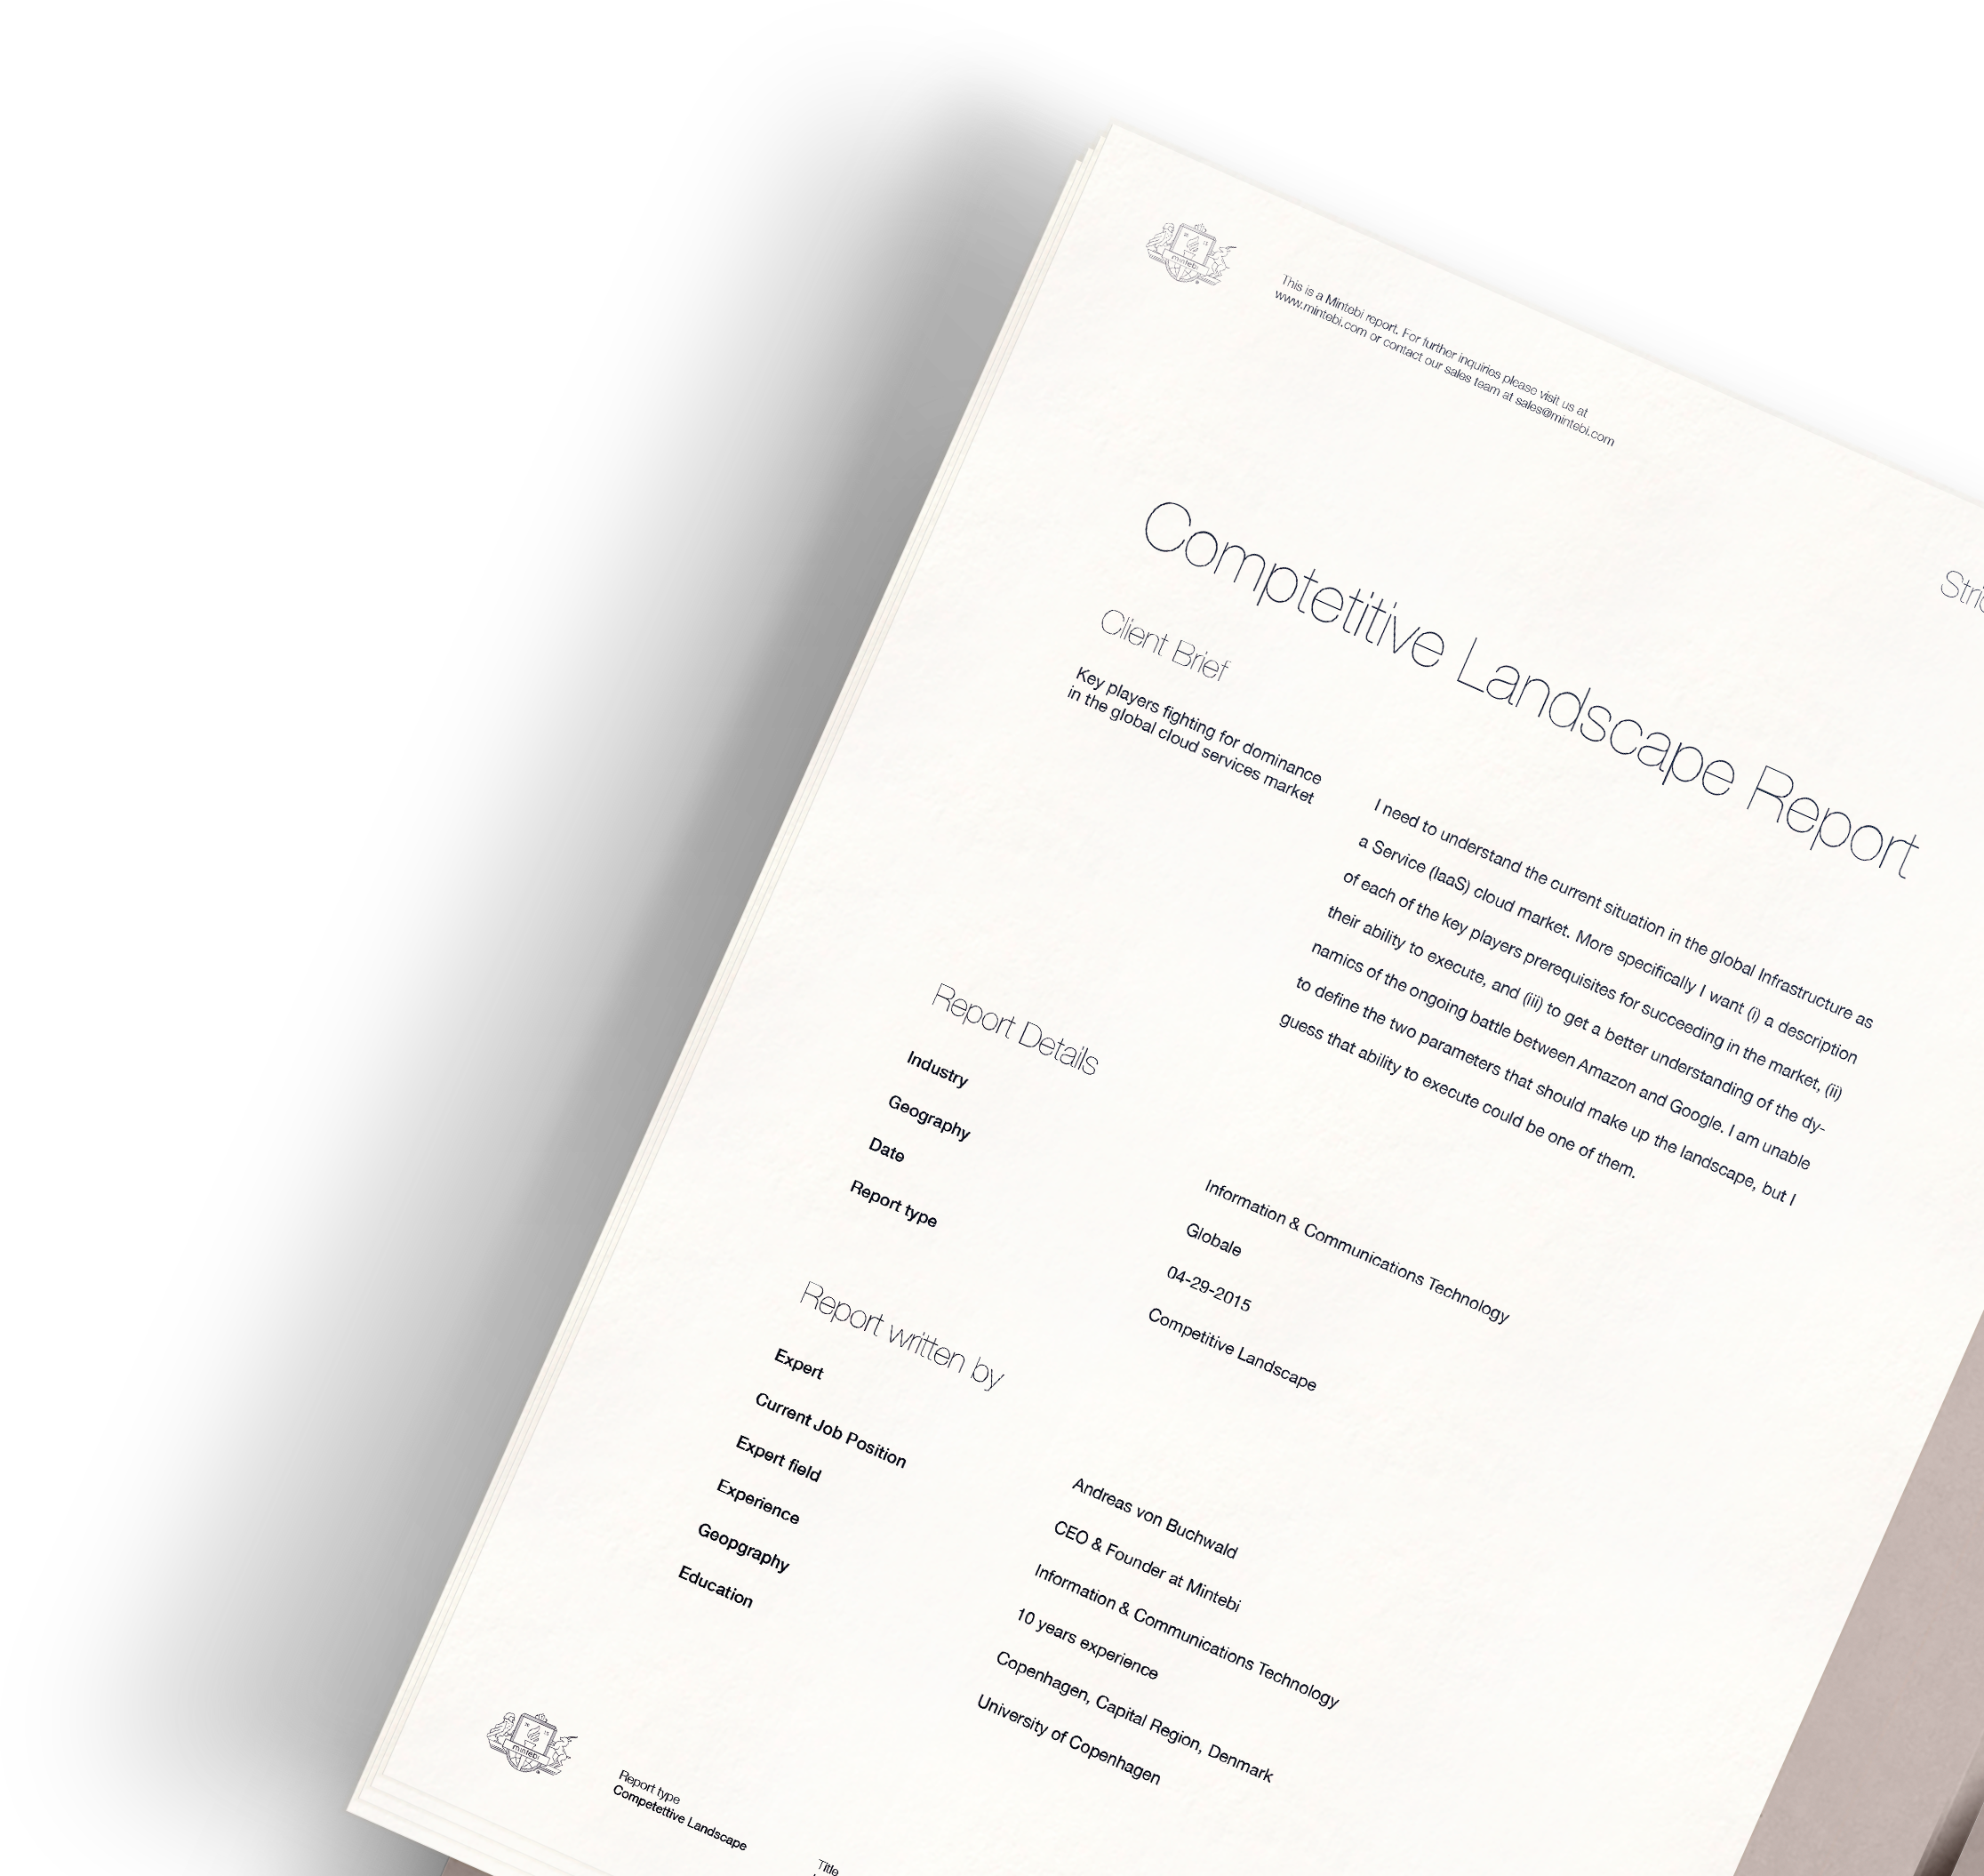 mintebi
This is a Mintebi report. For further inquiries please visit us at
www.mintebi.com or contact our sales team at sales@mintebi.com
Comptetitive Landscape Report
Client Brief
Key players fighting for dominance
in the global cloud services market
I need to understand the current situation in the global Infrastructure as
a Service (IaaS) cloud market. More specifically I want (i) a description
of each of the key players prerequisites for succeeding in the market, (ii)
their ability to execute, and (iii) to get a better understanding of the dy-
namics of the ongoing battle between Amazon and Google. I am unable
to define the two parameters that should make up the landscape, but I
guess that ability to execute could be one of them.
Report Details
Industry Information & Communications Technology
Geography Globale
Date 04-29-2015
Report type Competitive Landscape
Report written by
Expert Andreas von Buchwald
Current Job Position CEO & Founder at Mintebi
Expert field Information & Communications Technology
Experience 10 years experience
Geopgraphy Copenhagen, Capital Region, Denmark
Education University of Copenhagen
mintebi
Report type
Competettive Landscape
Title